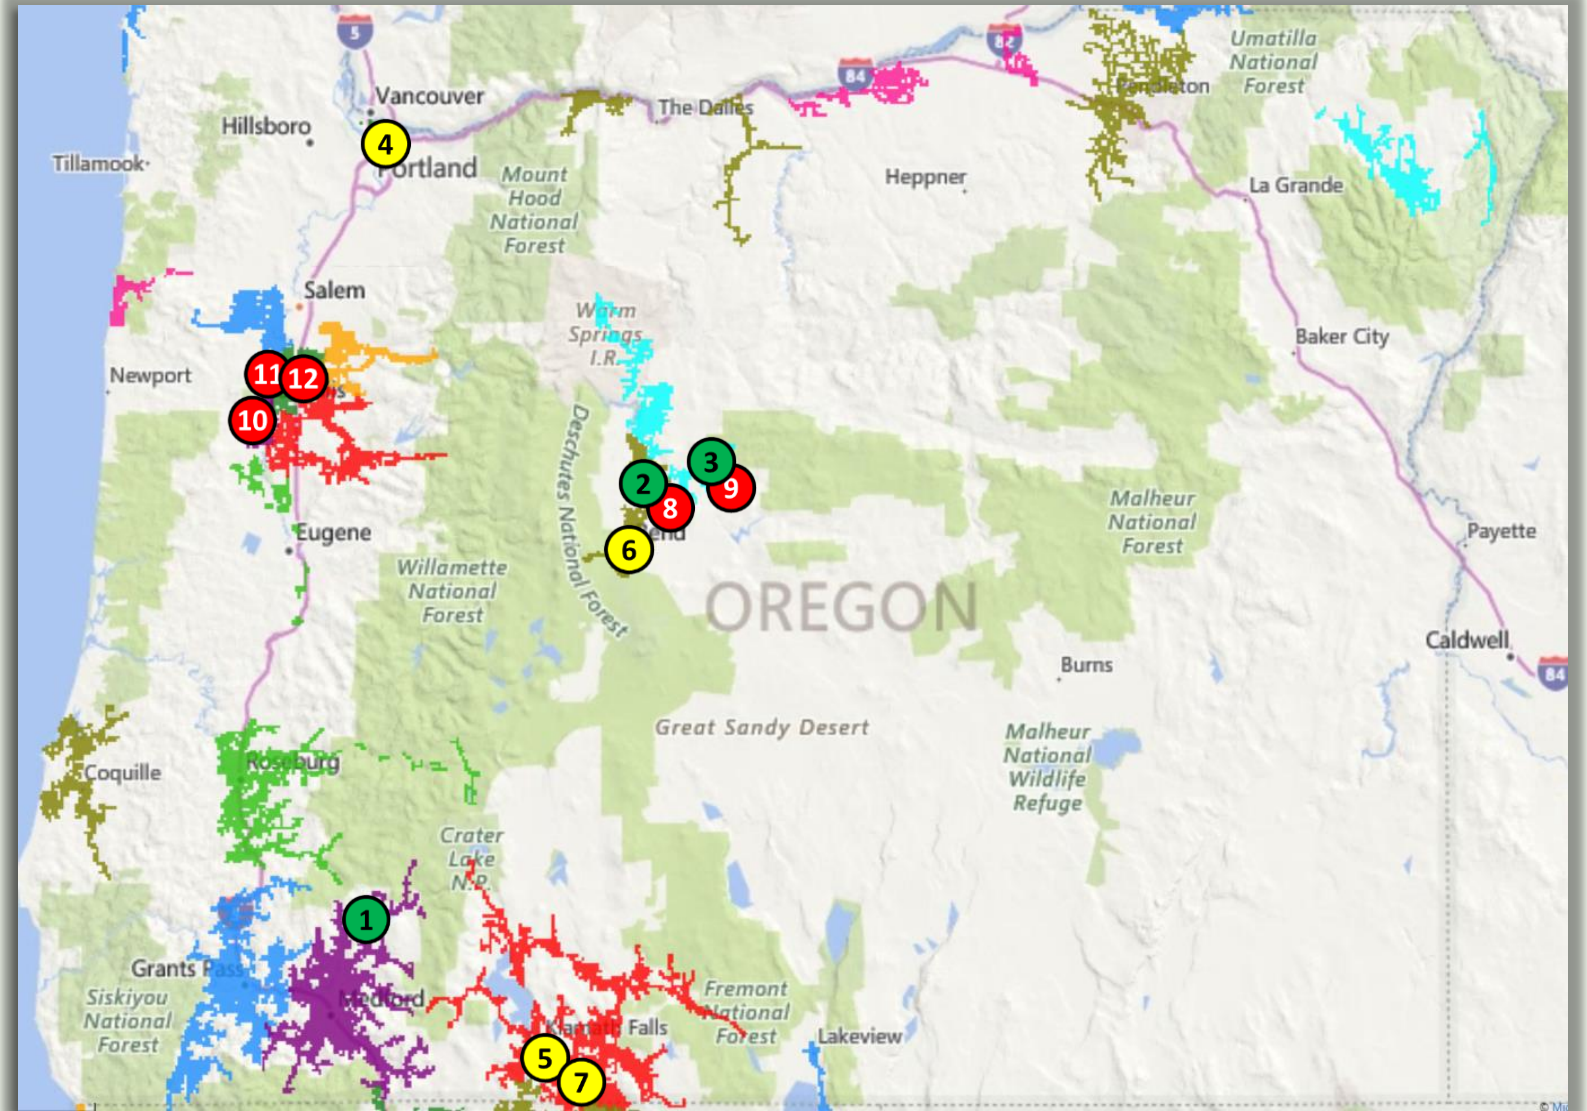 5
82
Umatilla
National
Forest
84
Vancouver
Pendleton
The Dalles
Hillsboro
4
Tillamook
Portland
Mount
Hood
National
Forest
Heppner
La Grande
Salem
Warm
Springs
I.R.
Baker City
Newport
11
12
10
Deschutes National Forest
3
2
9
8
Bend
6
Malheur
National
Forest
Payette
Eugene
Willamette
National
Forest
OREGON
Caldwell
84
Burns
Great Sandy Desert
Malheur
National
Wildlife
Refuge
Roseburg
Coquille
Crater
Lake
N.P.
1
Grants Pass
Medford
Siskiyou
National
Forest
Fremont
National
Forest
Klamath Falls
Lakeview
5
7